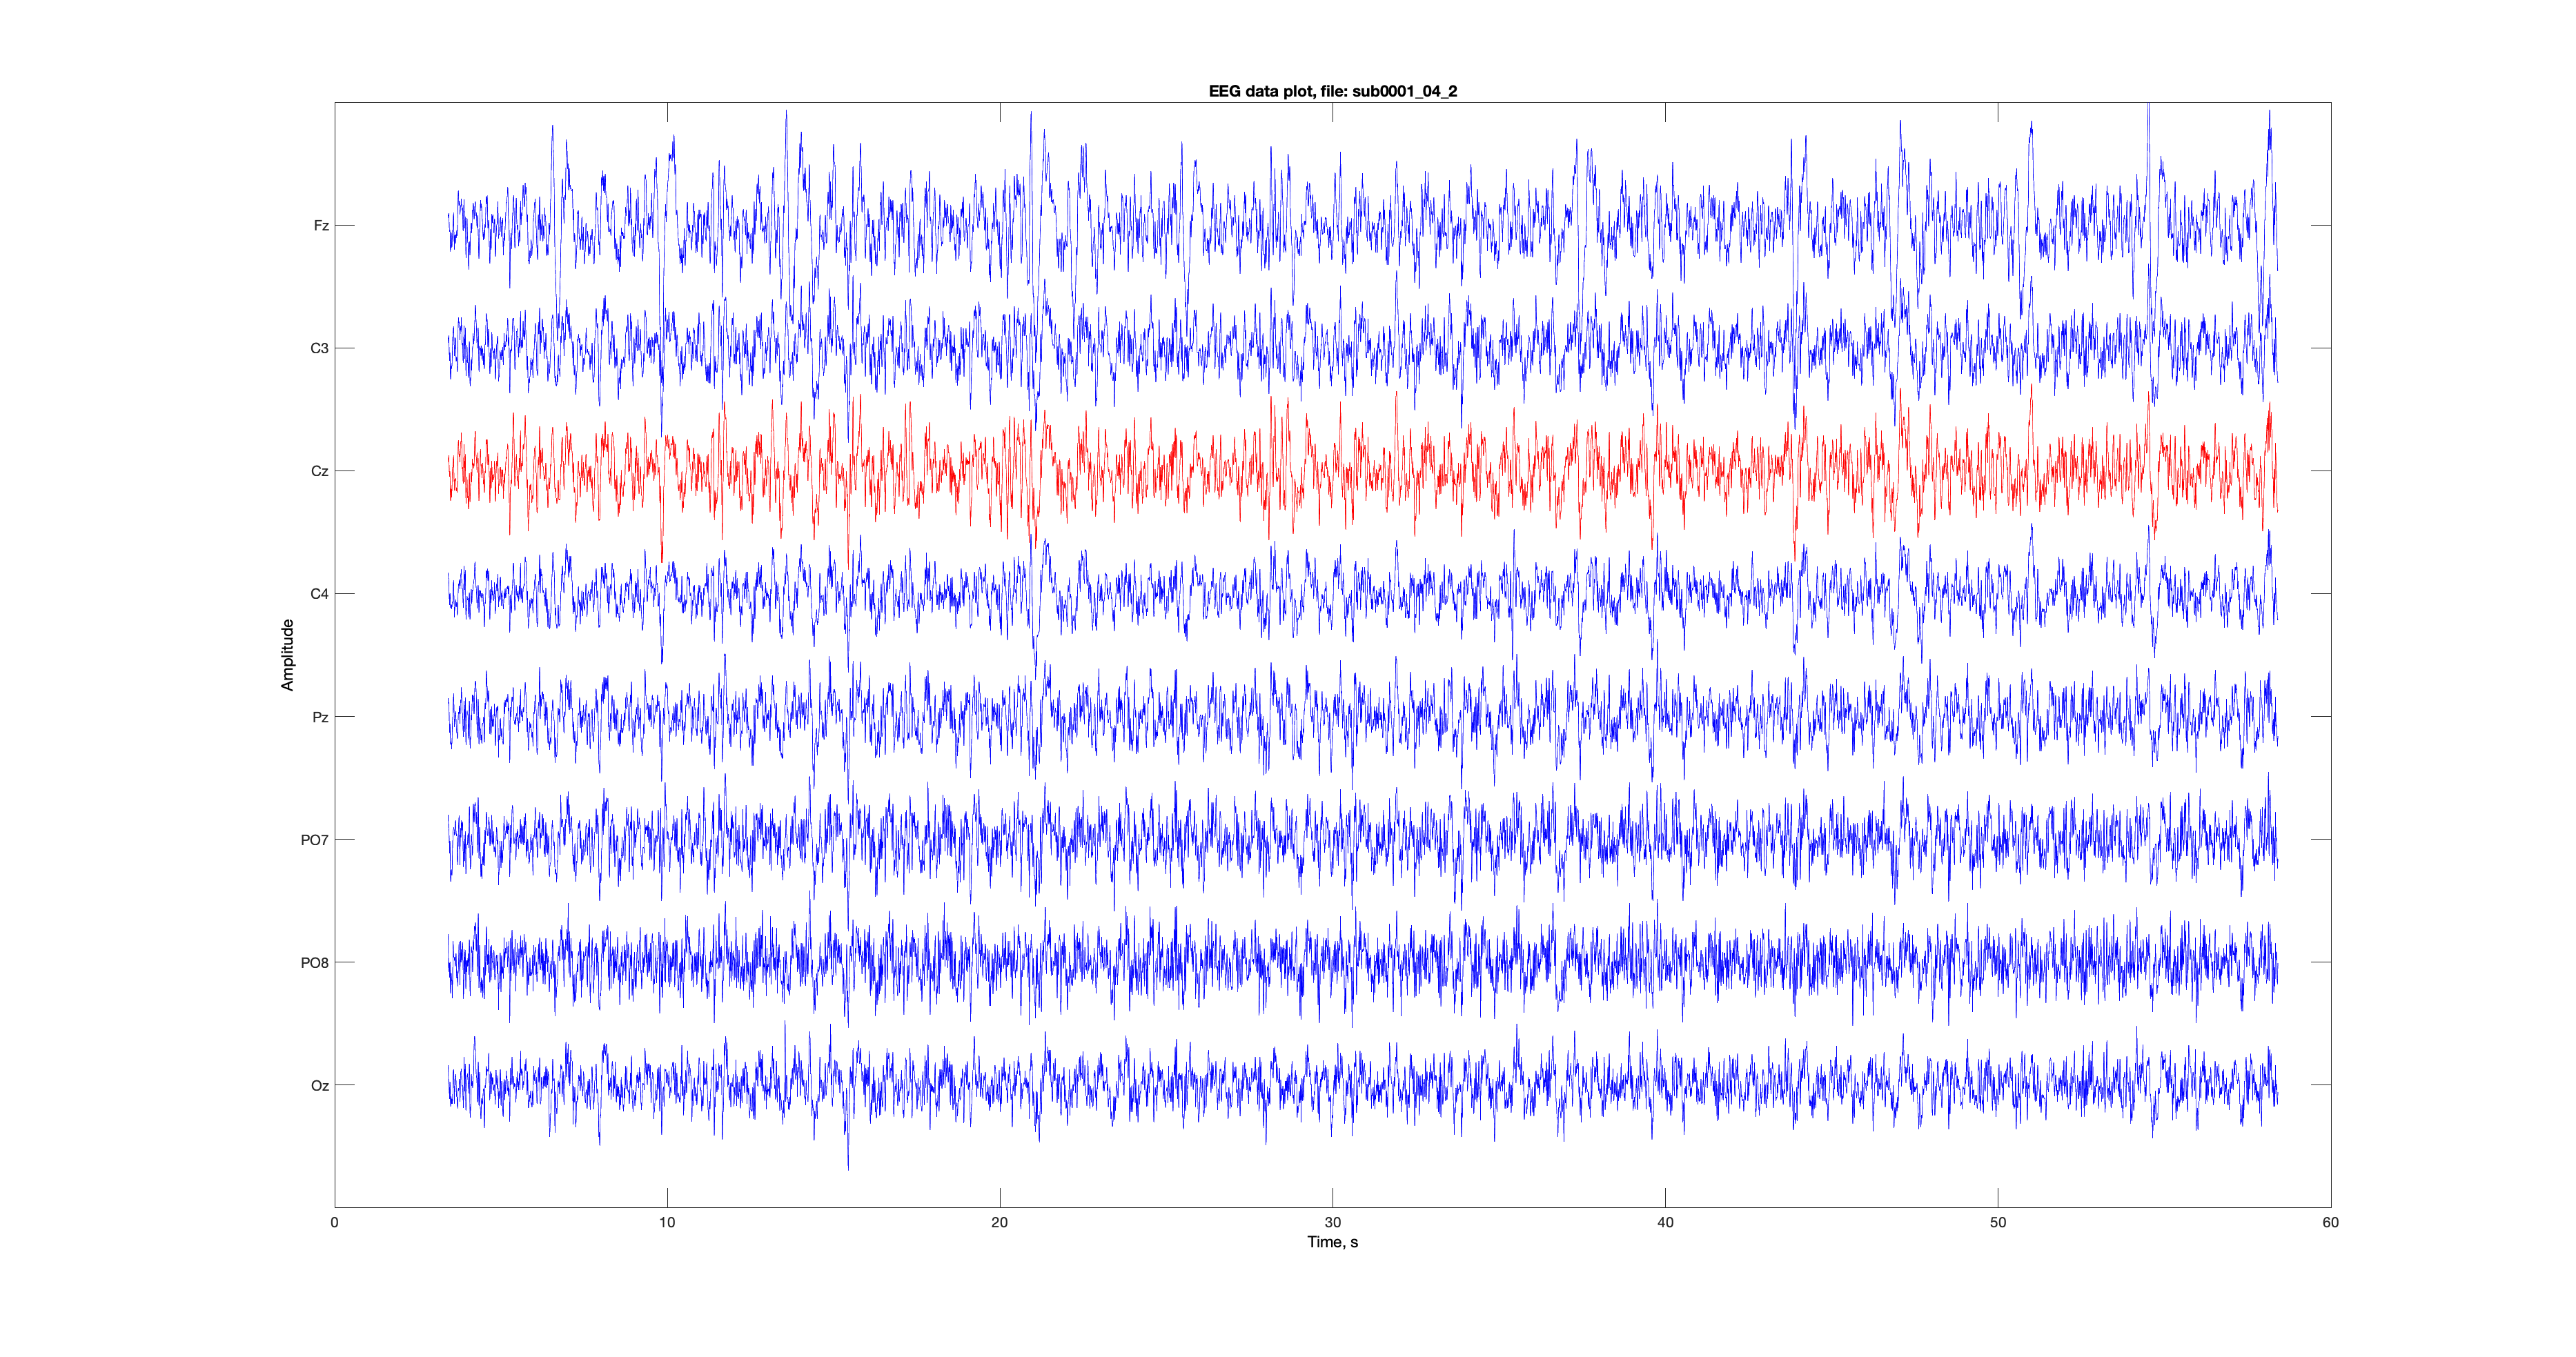 EEG data plot, file: sub0001_04_2
Fz
C3
Cz
C4
Pz
PO7
PO8
Oz
Amplitude
0 10 20 30 40 50 60
Time, s